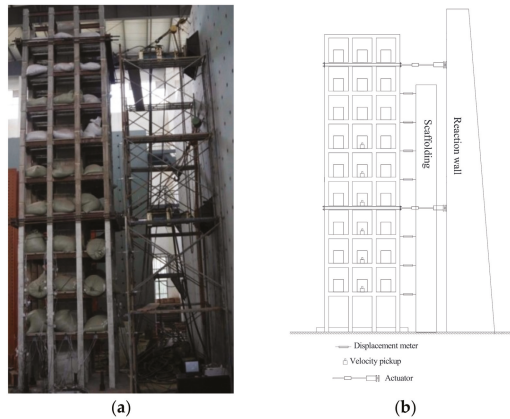 Scaffolding
Reaction wall
Displacement meter
Velocity pickup
Actuator
(a)
(b)